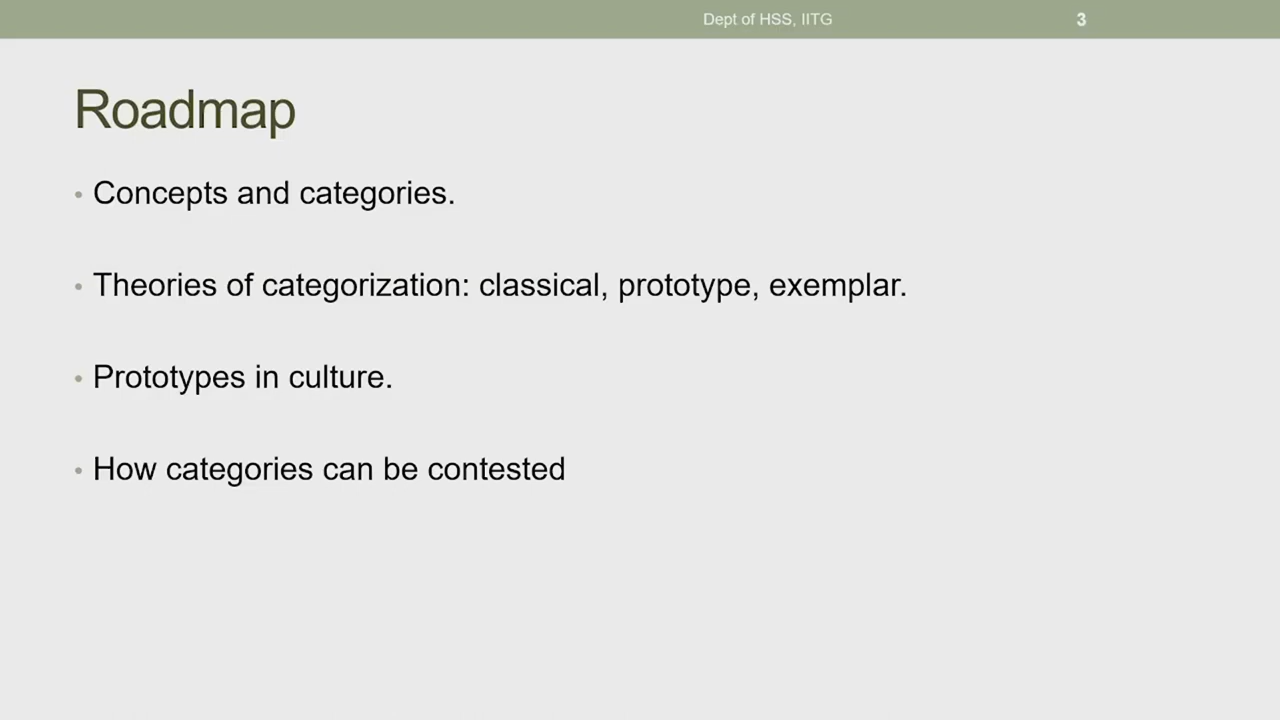 Dept of HSS, IITG 3
Roadmap
• Concepts and categories.
• Theories of categorization: classical, prototype, exemplar.
• Prototypes in culture.
• How categories can be contested